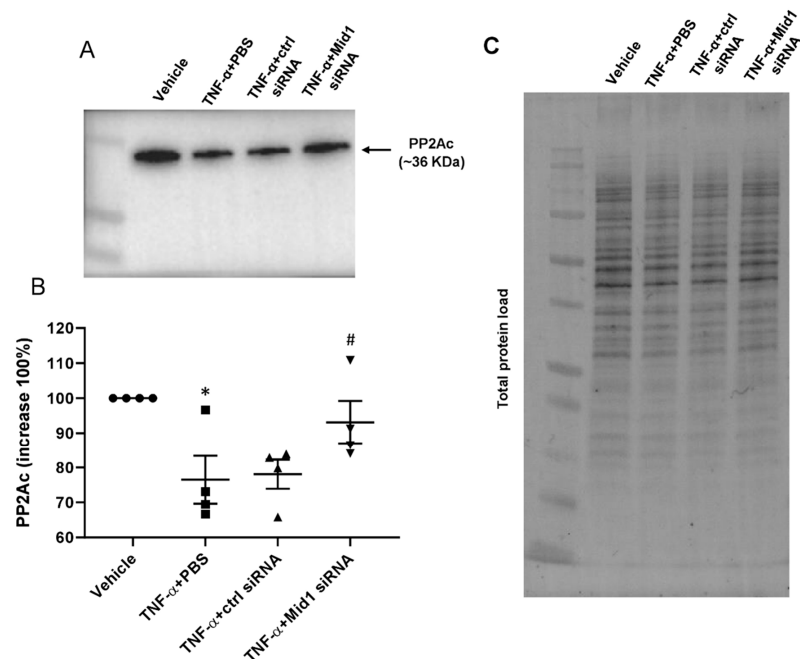 A
Vehicle
TNF-α+PBS
TNF-α+ctrl
siRNA
TNF-α+Mid1
siRNA
PP2Ac
(~36 KDa)
B
PP2Ac (increase 100%)
120
110
100
90
80
70
60
*
#
Vehicle
TNF-α+PBS
TNF-α+ctrl siRNA
TNF-α+Mid1 siRNA
C
Vehicle
TNF-α+PBS
TNF-α+ctrl
siRNA
TNF-α+Mid1
siRNA
Total protein load